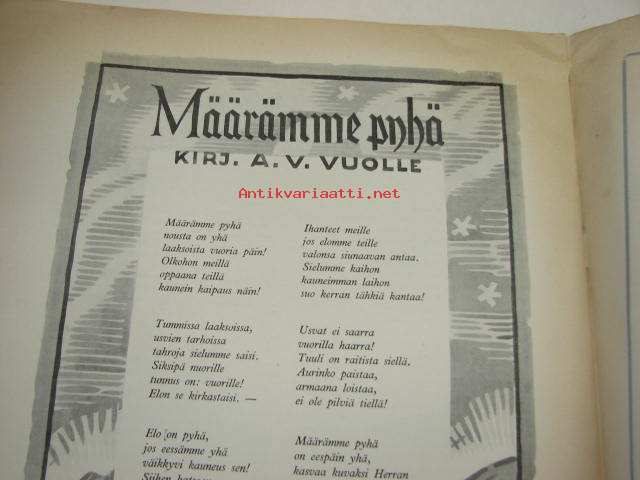 Määrämme pyhä
KIRJ. A. V. VUOLLE
Antikvariaatti.net
Määrämme pyhä
nousta on yhä
laaksoista vuoria päin!
Olkohon meillä
oppaana teillä
kaunein kaipaus näin!
Tummissa laaksoissa,
usvien tarhoissa
tahroja sielumme saisi.
Siksipä nuorille
tunnus on: vuorille!
Elon se kirkastaisi. —
Elo on pyhä,
jos eessämme yhä
väikkyvi kauneus sen!
Siihen
Ihanteet meille
jos elomme teille
valonsa siunaavan antaa.
Sielumme kaihon
kauneimman laihon
suo kerran tähkiä kantaa!
Usvat ei saarra
vuorilla haarra!
Tuuli on raitista siellä.
Aurinko paistaa,
armaana loistaa,
ei ole pilviä tiellä!
Määrämme pyhä
on eespäin yhä,
kasvaa kuvaksi Herran